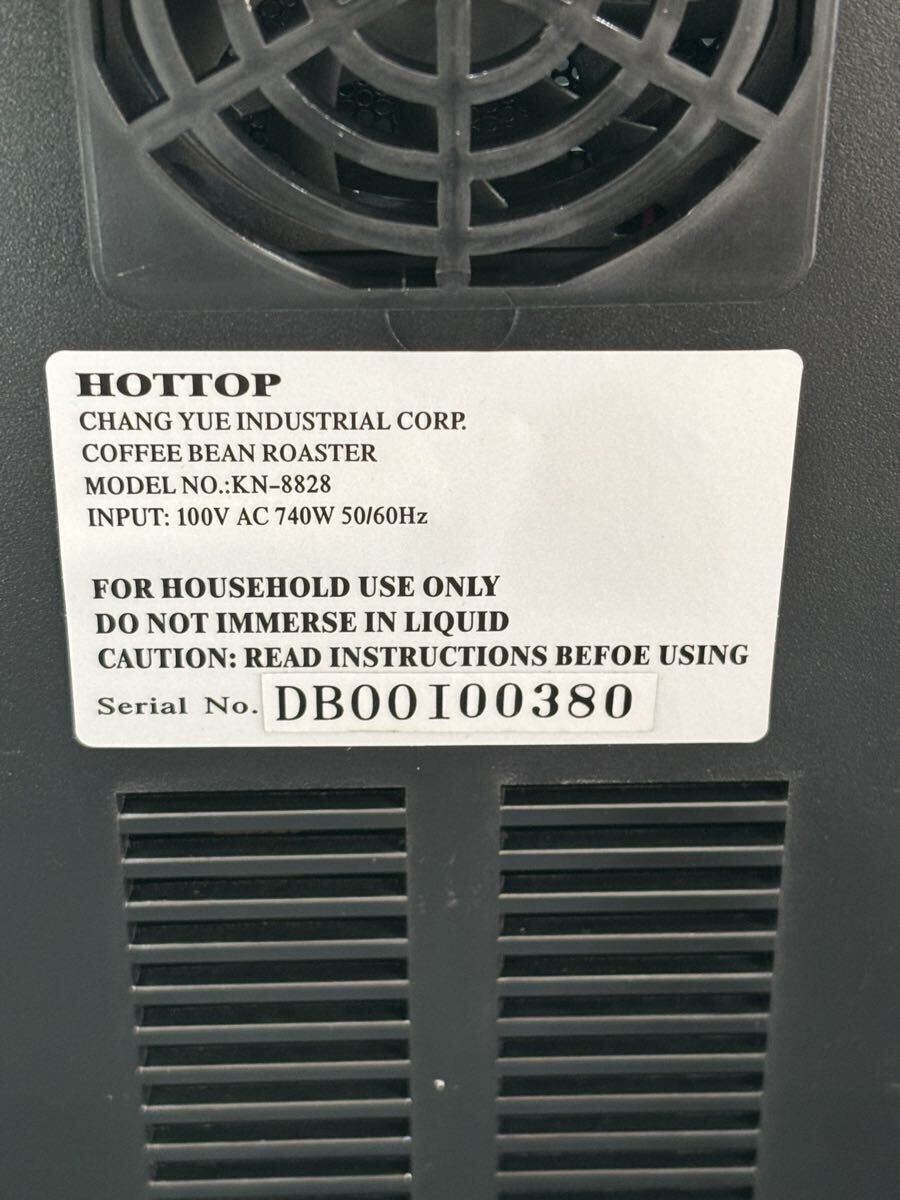 HOTTOP
CHANG YUE INDUSTRIAL CORP.
COFFEE BEAN ROASTER
MODEL NO.:KN-8828
INPUT: 100V AC 740W 50/60Hz
FOR HOUSEHOLD USE ONLY
DO NOT IMMERSE IN LIQUID
CAUTION: READ INSTRUCTIONS BEFOE USING
Serial No. DB00I00380